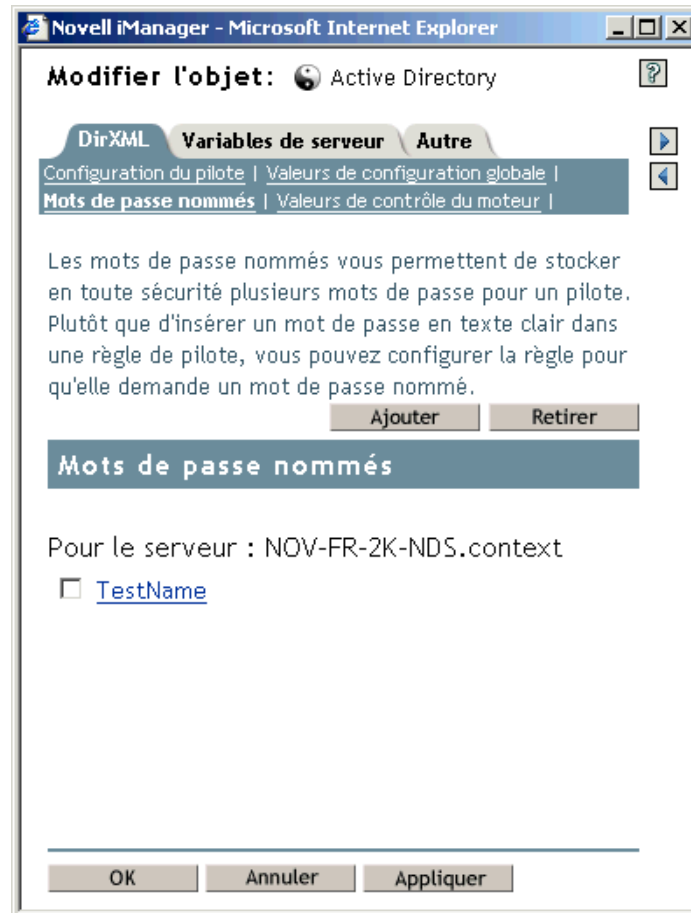 Novell iManager - Microsoft Internet Explorer
Modifier l'objet: Active Directory
?
DirXML Variables de serveur Autre
Configuration du pilote | Valeurs de configuration globale |
Mots de passe nommés | Valeurs de contrôle du moteur |
Les mots de passe nommés vous permettent de stocker
en toute sécurité plusieurs mots de passe pour un pilote.
Plutôt que d'insérer un mot de passe en texte clair dans
une règle de pilote, vous pouvez configurer la règle pour
qu'elle demande un mot de passe nommé.
Ajouter Retirer
Mots de passe nommés
Pour le serveur : NOV-FR-2K-NDS.context
TestName
OK Annuler Appliquer